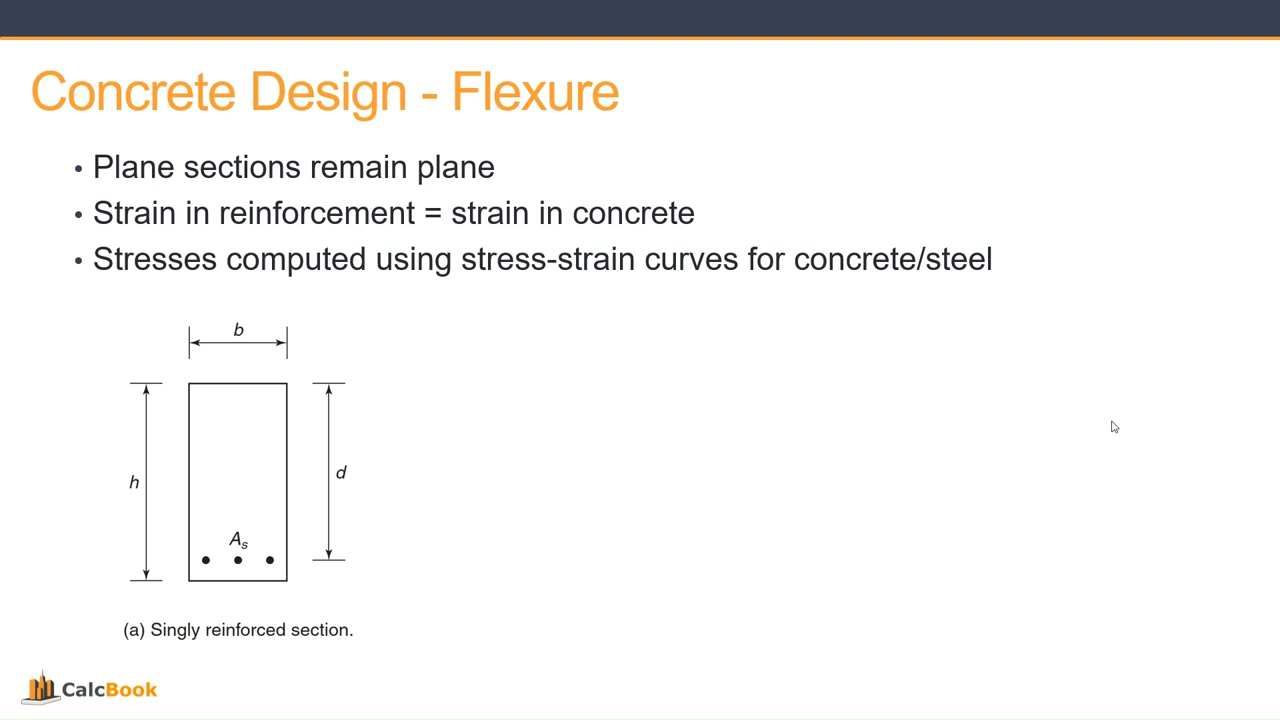 Concrete Design - Flexure
• Plane sections remain plane
• Strain in reinforcement = strain in concrete
• Stresses computed using stress-strain curves for concrete/steel
b
h
d
As
(a) Singly reinforced section.
CalcBook